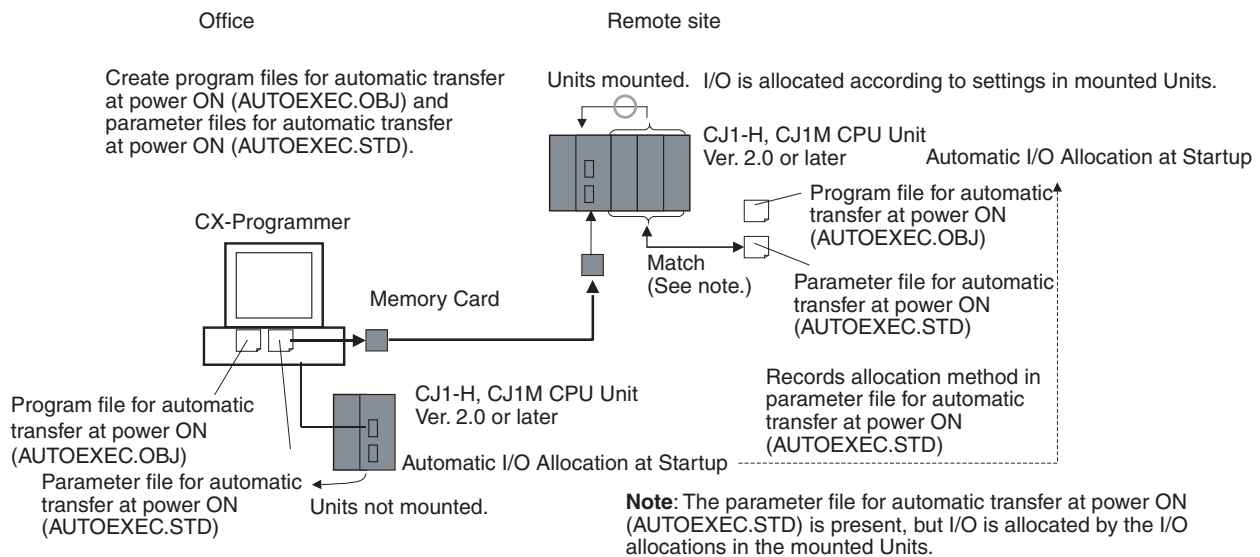 Office
Remote site
Create program files for automatic transfer
at power ON (AUTOEXEC.OBJ) and
parameter files for automatic transfer
at power ON (AUTOEXEC.STD).
Units mounted.
I/O is allocated according to settings in mounted Units.
CJ1-H, CJ1M CPU Unit
Ver. 2.0 or later
Automatic I/O Allocation at Startup
Program file for automatic
transfer at power ON
(AUTOEXEC.OBJ)
CX-Programmer
Match
(See note.)
Parameter file for automatic
transfer at power ON
(AUTOEXEC.STD)
Memory Card
Records allocation method in
parameter file for automatic
transfer at power ON
(AUTOEXEC.STD)
CJ1-H, CJ1M CPU Unit
Ver. 2.0 or later
Program file for automatic
transfer at power ON
(AUTOEXEC.OBJ)
Automatic I/O Allocation at Startup
Parameter file for automatic
transfer at power ON
(AUTOEXEC.STD)
Units not mounted.
Note: The parameter file for automatic transfer at power ON
(AUTOEXEC.STD) is present, but I/O is allocated by the I/O
allocations in the mounted Units.